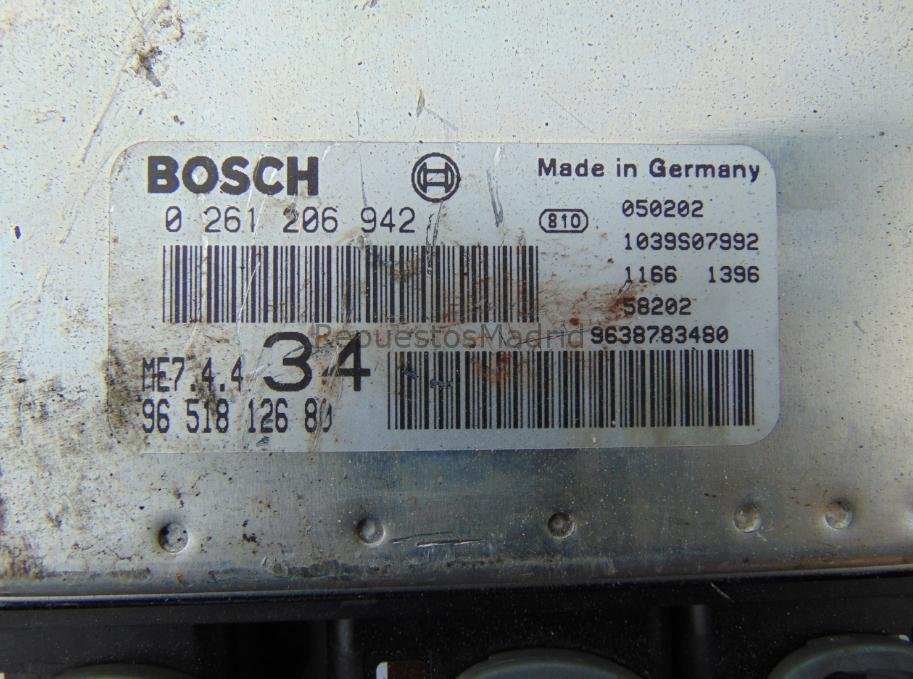 BOSCH
Made in Germany
0 261 206 942
810
050202
1039S07992
1166 1396
58202
RepuestosMadrid
9638783480
ME7.4.4 34
96 518 126 80